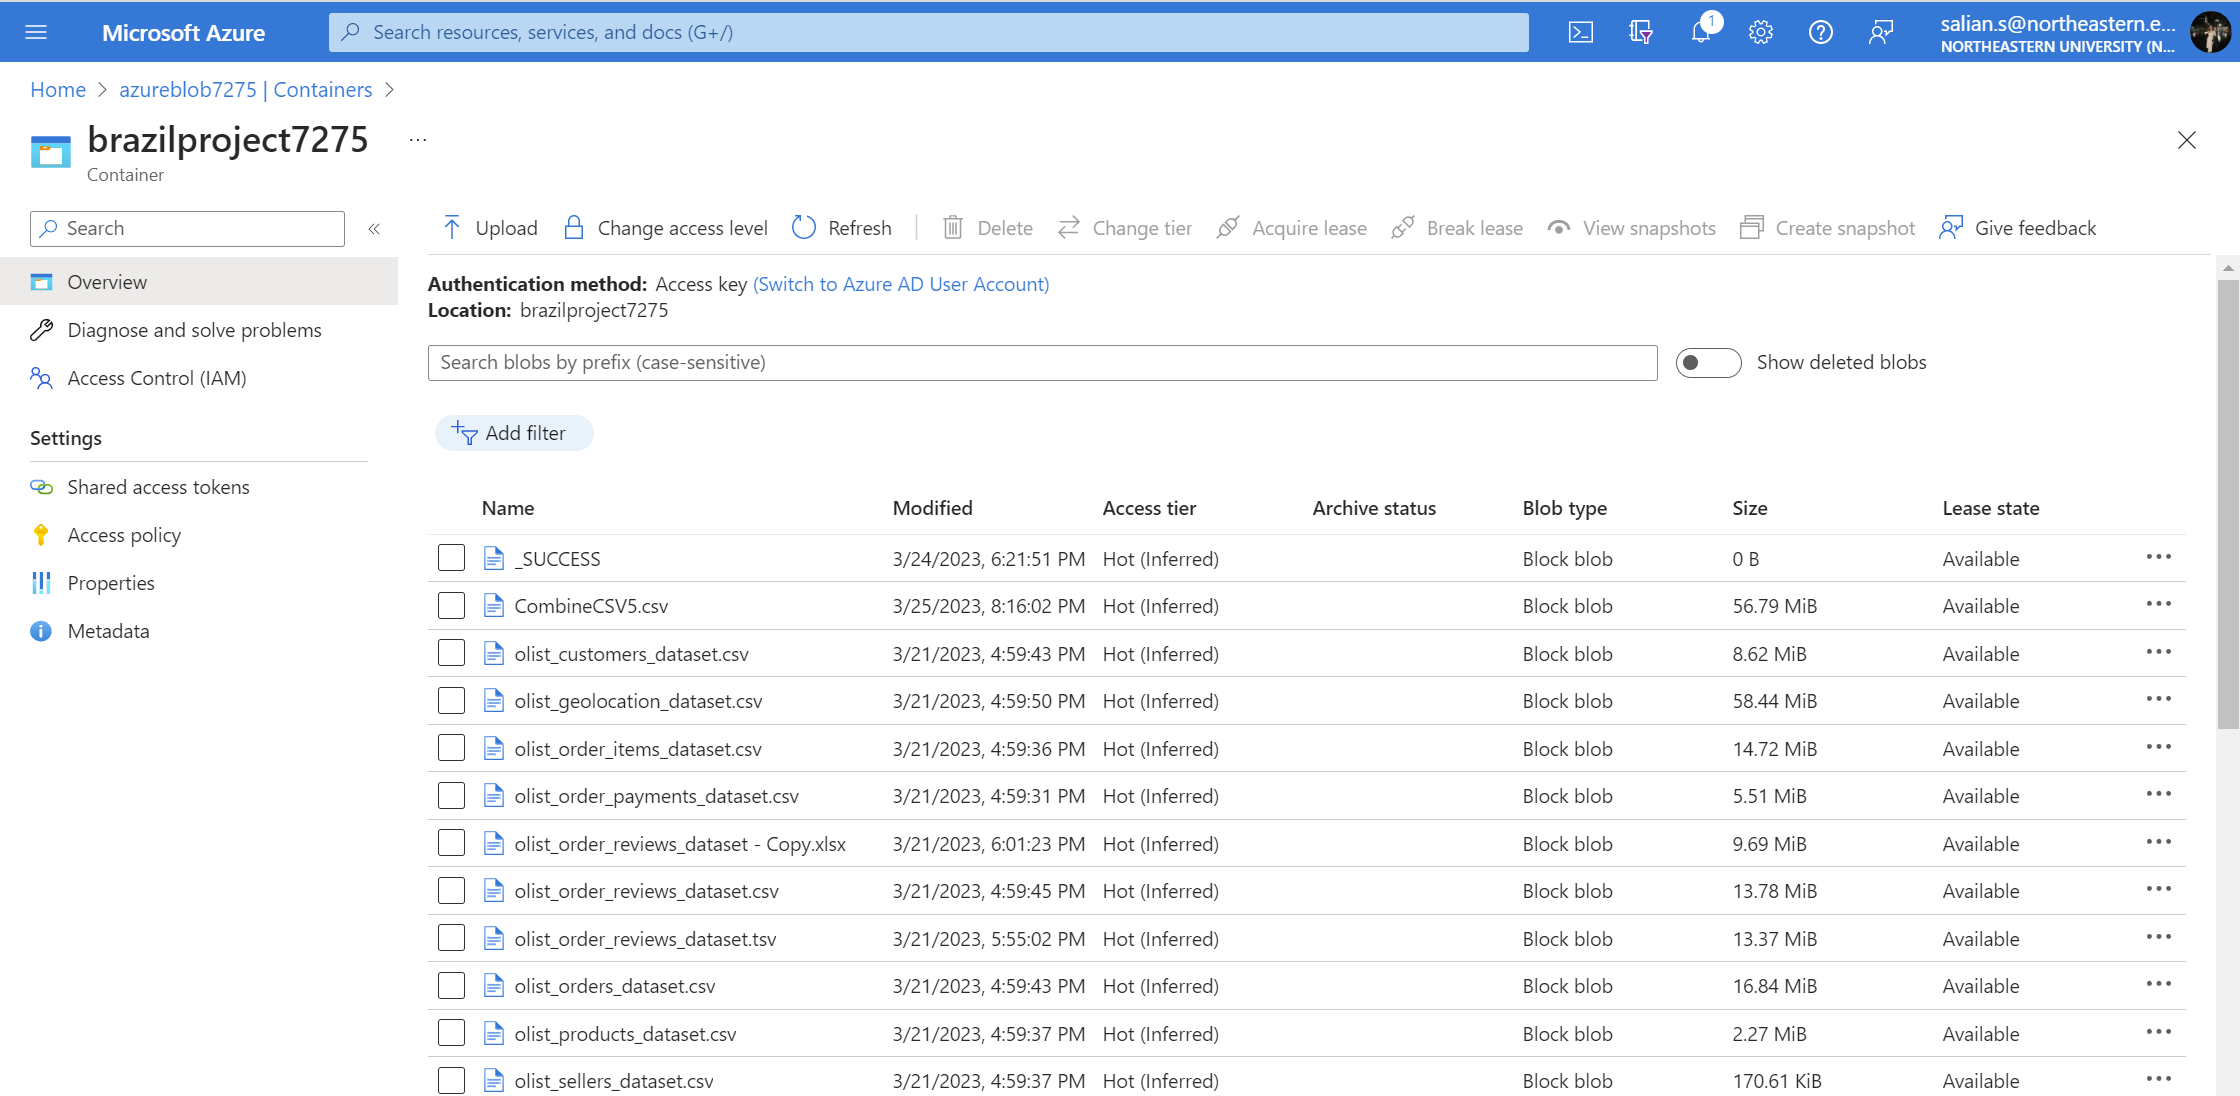 Microsoft Azure
Search resources, services, and docs (G+/)
1
salian.s@northeastern.e...
NORTHEASTERN UNIVERSITY (N...
Home > azureblob7275 | Containers >
brazilproject7275 ...
Container
Search
«
Upload Change access level Refresh Delete Change tier Acquire lease Break lease View snapshots Create snapshot Give feedback
Overview
Diagnose and solve problems
Access Control (IAM)
Settings
Shared access tokens
Access policy
Properties
Metadata
Authentication method: Access key (Switch to Azure AD User Account)
Location: brazilproject7275
Search blobs by prefix (case-sensitive)
Show deleted blobs
Add filter
Name Modified Access tier Archive status Blob type Size Lease state
_SUCCESS 3/24/2023, 6:21:51 PM Hot (Inferred) Block blob 0 B Available ...
CombineCSV5.csv 3/25/2023, 8:16:02 PM Hot (Inferred) Block blob 56.79 MiB Available ...
olist_customers_dataset.csv 3/21/2023, 4:59:43 PM Hot (Inferred) Block blob 8.62 MiB Available ...
olist_geolocation_dataset.csv 3/21/2023, 4:59:50 PM Hot (Inferred) Block blob 58.44 MiB Available ...
olist_order_items_dataset.csv 3/21/2023, 4:59:36 PM Hot (Inferred) Block blob 14.72 MiB Available ...
olist_order_payments_dataset.csv 3/21/2023, 4:59:31 PM Hot (Inferred) Block blob 5.51 MiB Available ...
olist_order_reviews_dataset - Copy.xlsx 3/21/2023, 6:01:23 PM Hot (Inferred) Block blob 9.69 MiB Available ...
olist_order_reviews_dataset.csv 3/21/2023, 4:59:45 PM Hot (Inferred) Block blob 13.78 MiB Available ...
olist_order_reviews_dataset.tsv 3/21/2023, 5:55:02 PM Hot (Inferred) Block blob 13.37 MiB Available ...
olist_orders_dataset.csv 3/21/2023, 4:59:43 PM Hot (Inferred) Block blob 16.84 MiB Available ...
olist_products_dataset.csv 3/21/2023, 4:59:37 PM Hot (Inferred) Block blob 2.27 MiB Available ...
olist_sellers_dataset.csv 3/21/2023, 4:59:37 PM Hot (Inferred) Block blob 170.61 KiB Available ...